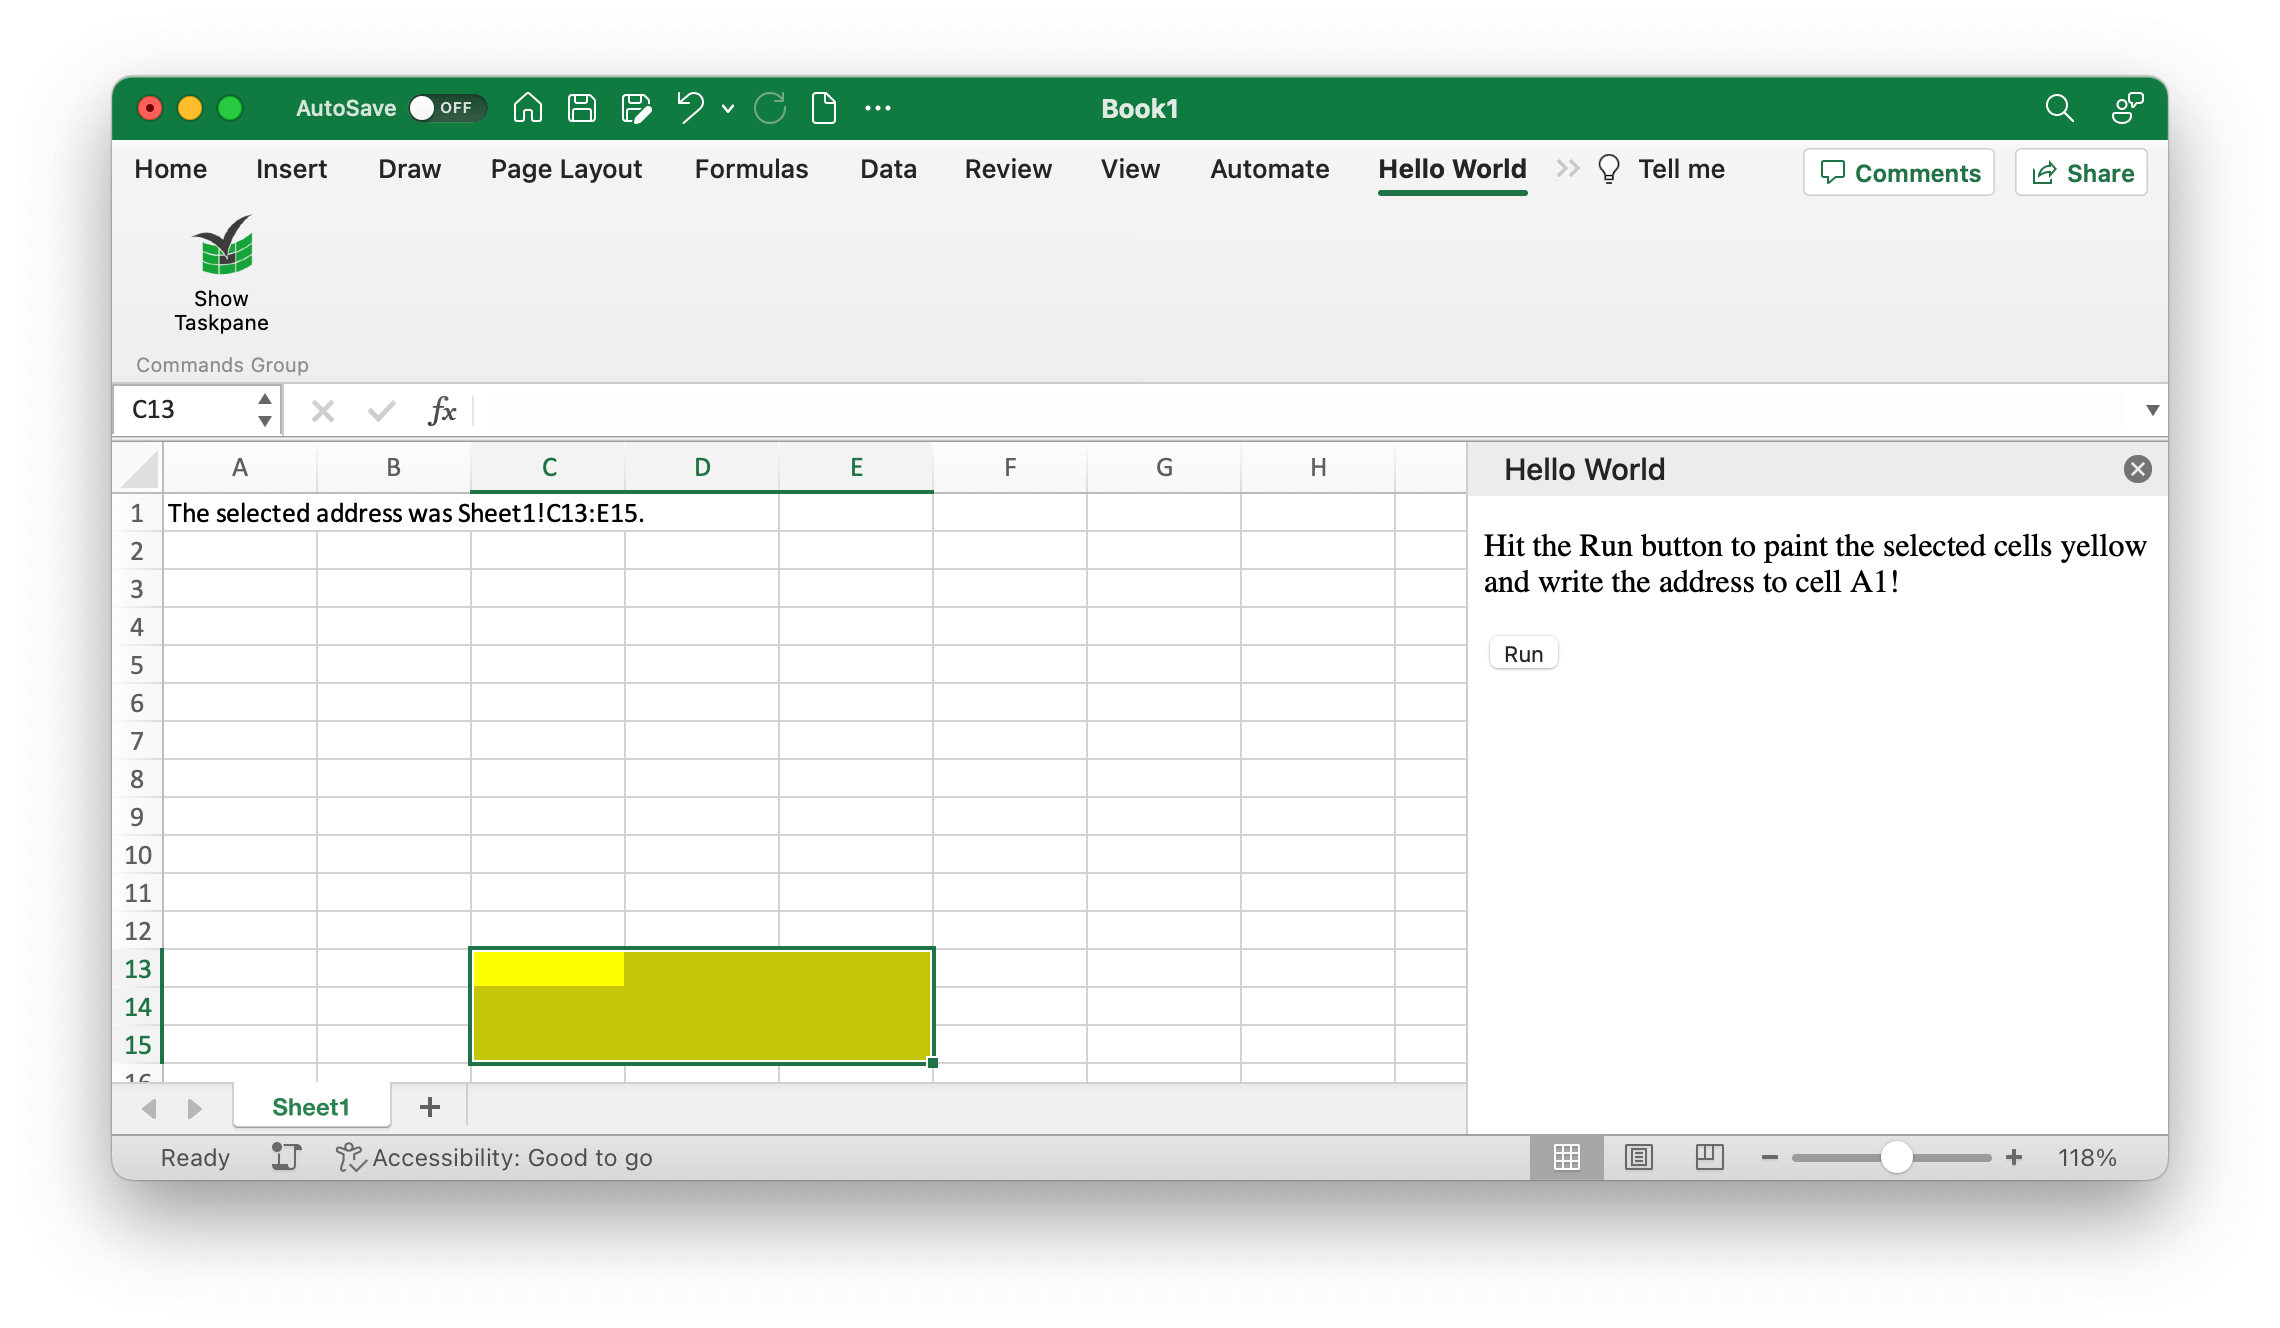 AutoSave OFF Book1
Home Insert Draw Page Layout Formulas Data Review View Automate Hello World Tell me Comments Share
Show
Taskpane
Commands Group
C13 fx
A B C D E F G H
Hello World
1 The selected address was Sheet1!C13:E15.
2
3
4
5
6
7
8
9
10
11
12
13
14
15
16
Hit the Run button to paint the selected cells yellow
and write the address to cell A1!
Run
Sheet1
Ready Accessibility: Good to go 118%